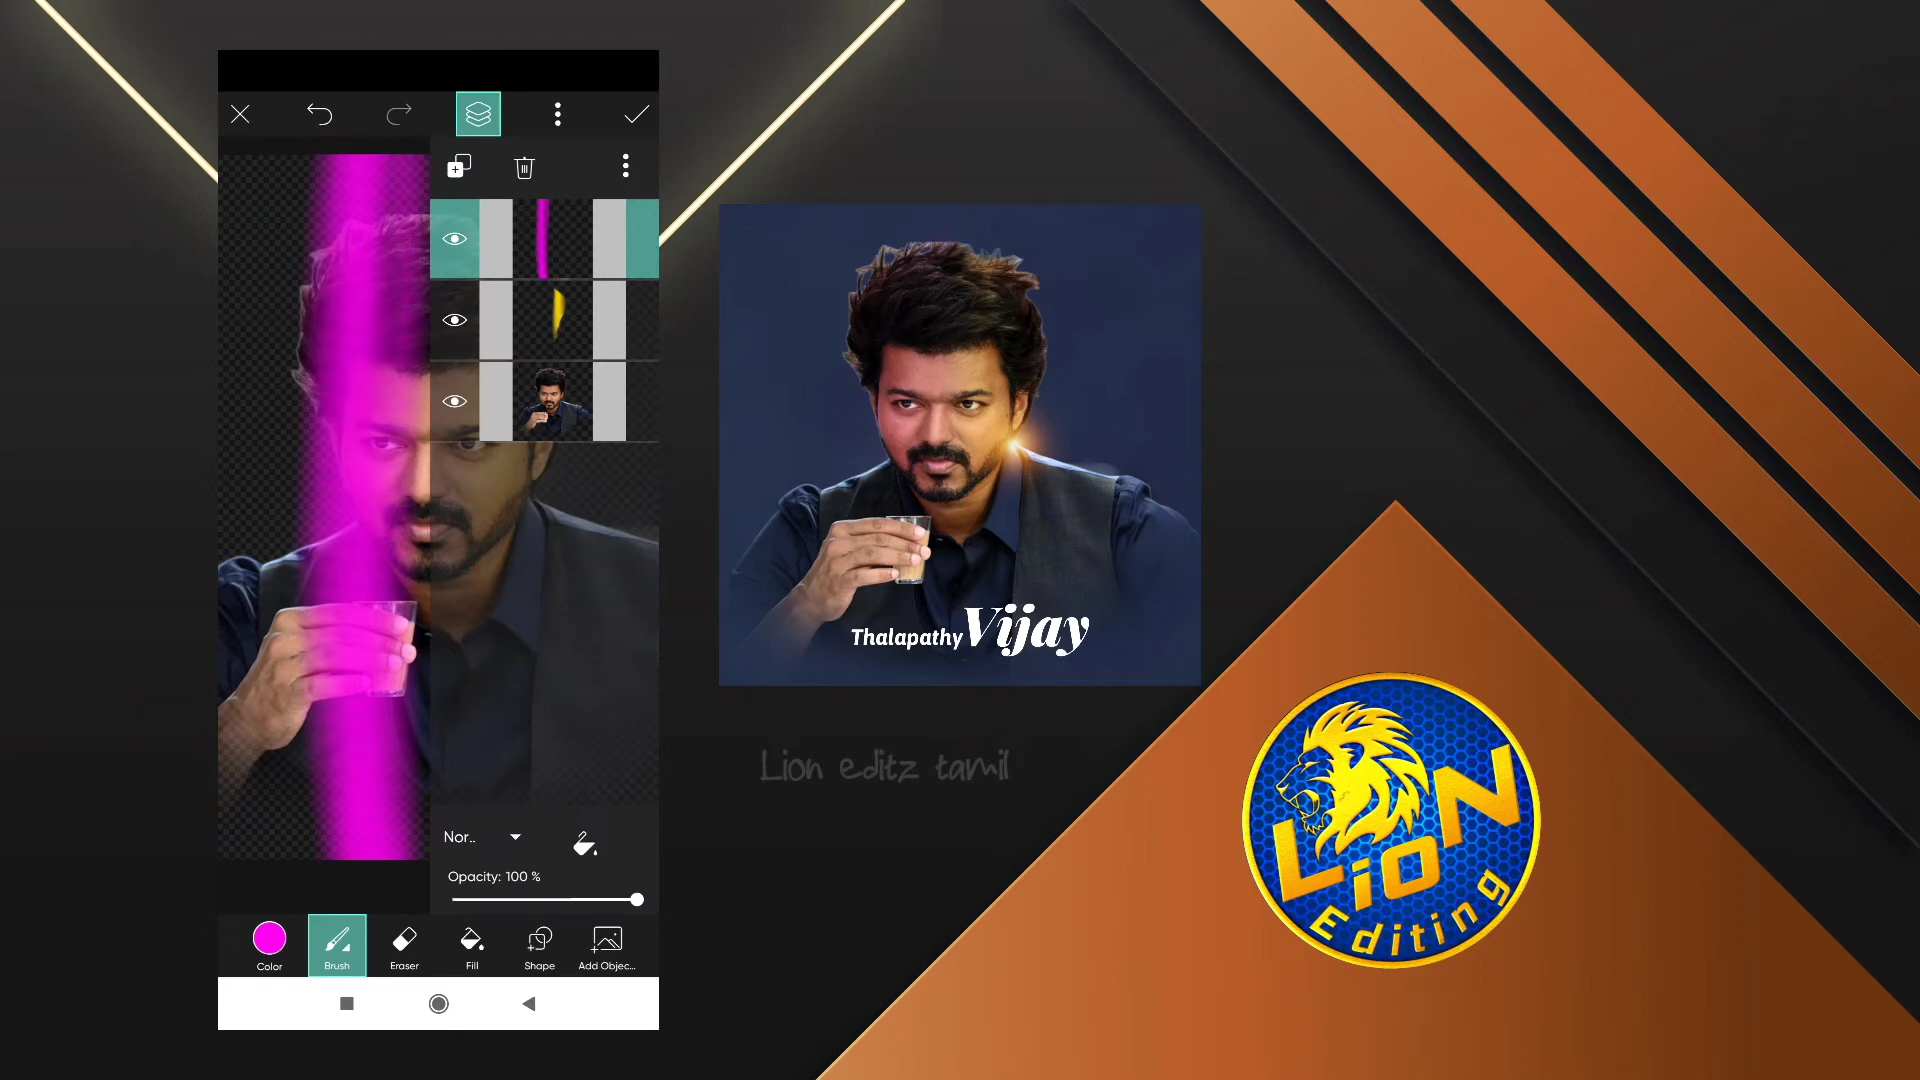 Nor..
Opacity: 100 %
Color
Brush
Eraser
Fill
Shape
Add Objec...
Thalapathy Vijay
Lion editz tamil
LiON
Editing